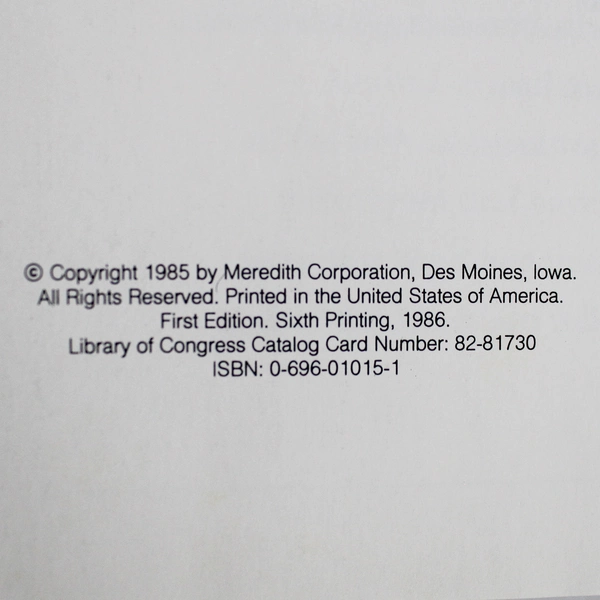 © Copyright 1985 by Meredith Corporation, Des Moines, Iowa.
All Rights Reserved. Printed in the United States of America.
First Edition. Sixth Printing, 1986.
Library of Congress Catalog Card Number: 82-81730
ISBN: 0-696-01015-1